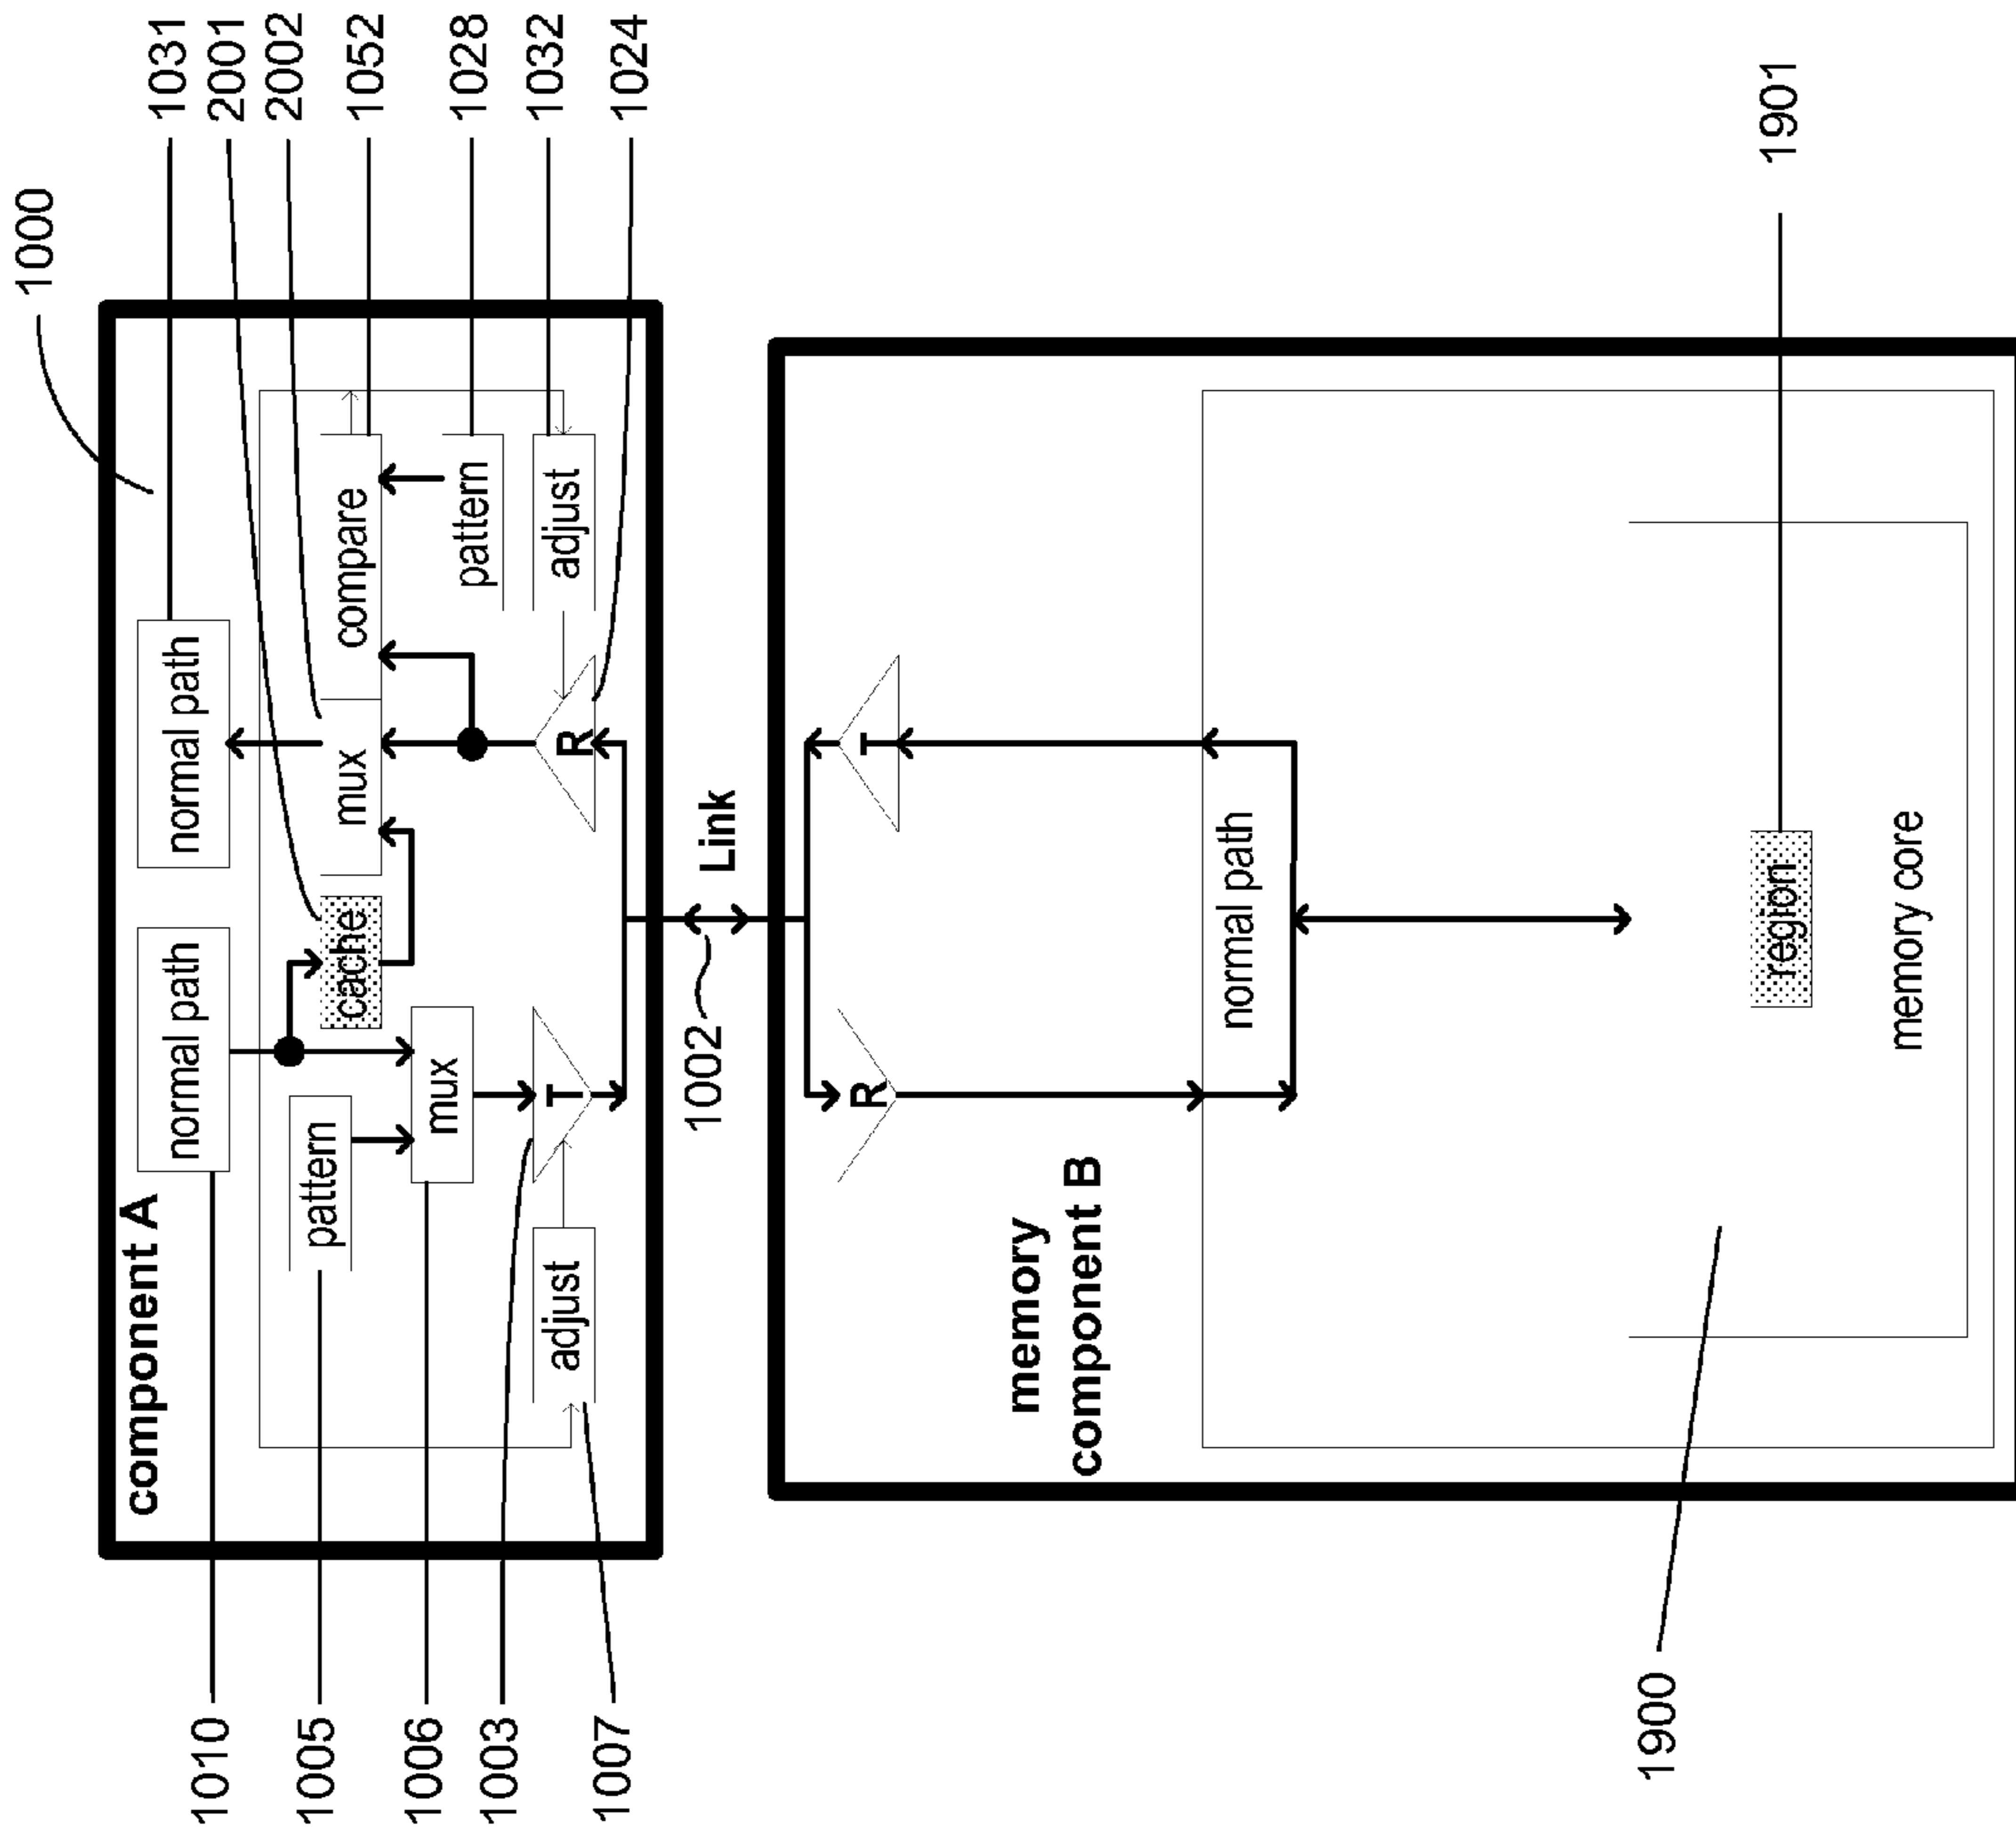 1000
1031
2001
2002
1052
1028
1032
1024
component A
normal path
normal path
pattern
cache
mux
compare
mux
pattern
adjust
T
R
adjust
1010
1005
1006
1003
1007
1002
Link
R
T
memory
component B
normal path
region
memory core
1901
1900